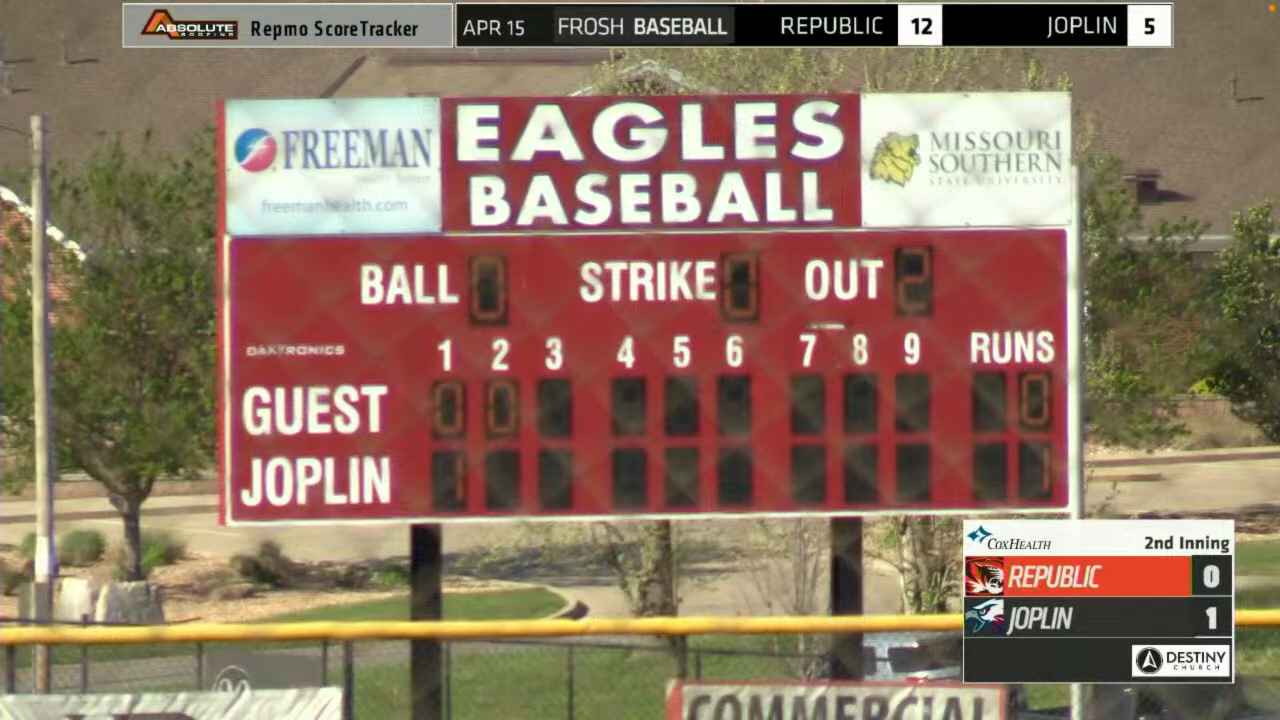 ABSOLUTE ROOFING Repmo ScoreTracker APR 15 FROSH BASEBALL REPUBLIC 12 JOPLIN 5
FREEMAN
freemanhealth.com
EAGLES
BASEBALL
MISSOURI
SOUTHERN
STATE UNIVERSITY
BALL 0 STRIKE 0 OUT 2
DAKTRONICS 1 2 3 4 5 6 7 8 9 RUNS
GUEST 0 0 0
JOPLIN 1 1
COXHEALTH 2nd Inning
REPUBLIC 0
JOPLIN 1
DESTINY
CHURCH
COMMERCIAL